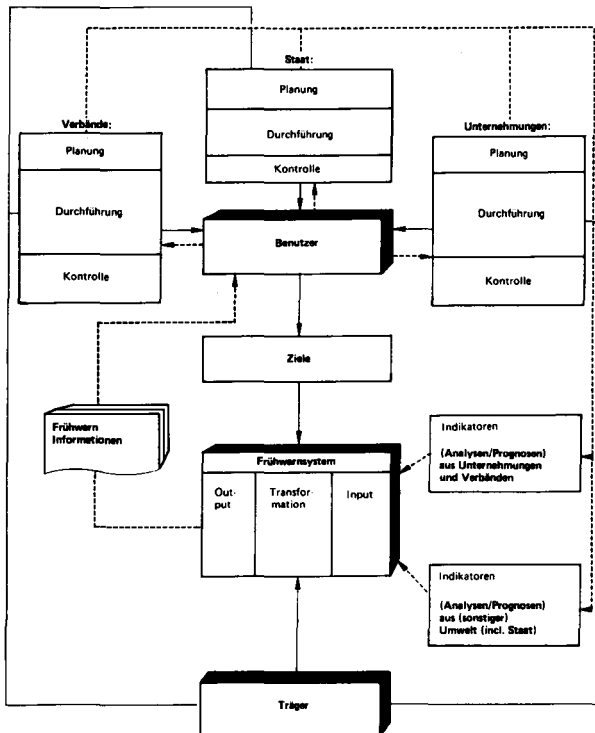 Staat:
Planung
Durchführung
Kontrolle
Verbände:
Planung
Durchführung
Kontrolle
Unternehmungen:
Planung
Durchführung
Kontrolle
Benutzer
Ziele
Frühwarn
Informationen
Frühwernsystem
Out-
put
Transfor-
mation
Input
Indikatoren
(Analysen/Prognosen)
aus Unternehmungen
und Verbänden
Indikatoren
(Analysen/Prognosen)
aus (sonstiger)
Umwelt (incl. Staat)
Träger